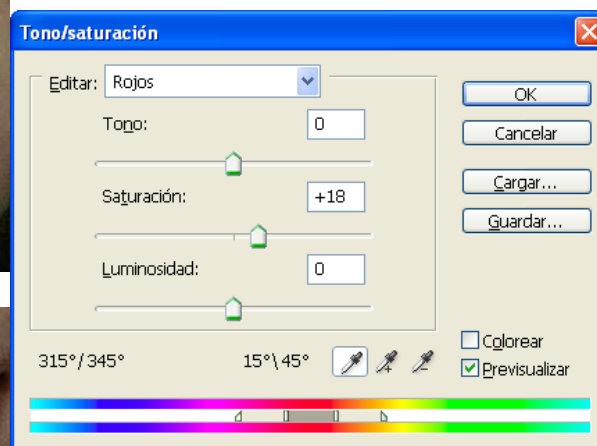 Tono/saturación
Editar: Rojos
Tono: 0
Saturación: +18
Luminosidad: 0
OK
Cancelar
Cargar...
Guardar...
315°/345° 15°\45°
Colorear
Previsualizar